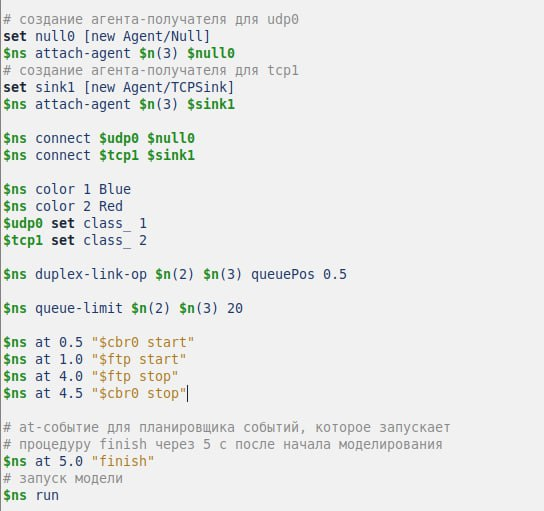 # создание агента-получателя для udp0
set null0 [new Agent/Null]
$ns attach-agent $n(3) $null0
# создание агента-получателя для tcp1
set sink1 [new Agent/TCPSink]
$ns attach-agent $n(3) $sink1
$ns connect $udp0 $null0
$ns connect $tcp1 $sink1
$ns color 1 Blue
$ns color 2 Red
$udp0 set class_ 1
$tcp1 set class_ 2
$ns duplex-link-op $n(2) $n(3) queuePos 0.5
$ns queue-limit $n(2) $n(3) 20
$ns at 0.5 "$cbr0 start"
$ns at 1.0 "$ftp start"
$ns at 4.0 "$ftp stop"
$ns at 4.5 "$cbr0 stop"
# at-событие для планировщика событий, которое запускает
# процедуру finish через 5 с после начала моделирования
$ns at 5.0 "finish"
# запуск модели
$ns run